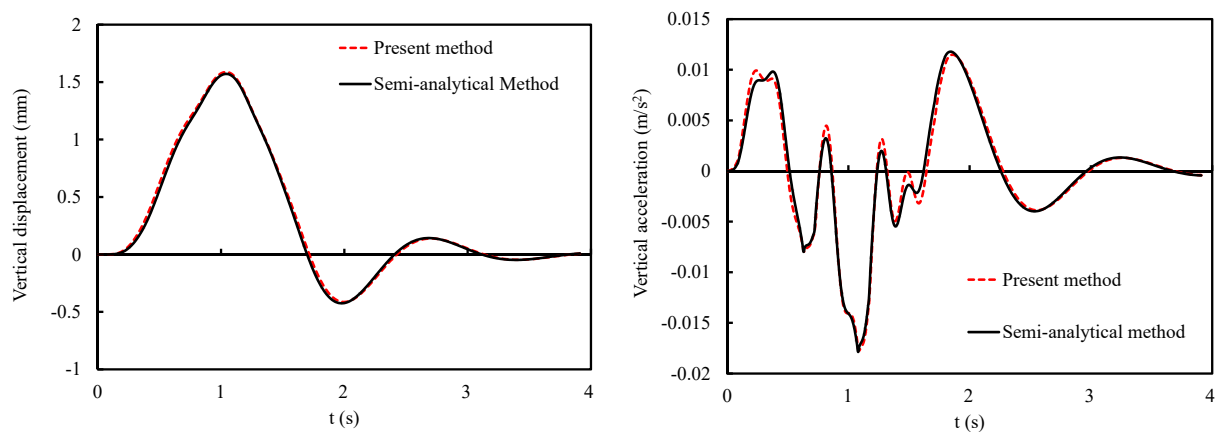 2
1.5
1
0.5
0
-0.5
-1
Vertical displacement (mm)
Present method
Semi-analytical Method
0 1 2 3 4
t (s)
0.015
0.01
0.005
0
-0.005
-0.01
-0.015
-0.02
Vertical acceleration (m/s²)
Present method
Semi-analytical method
0 1 2 3 4
t (s)